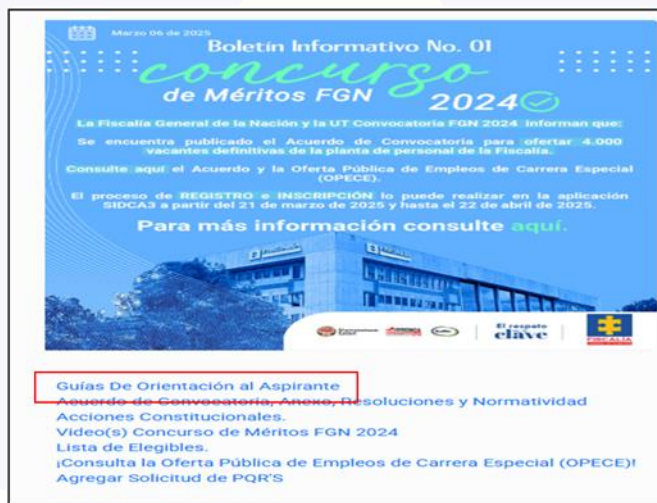 Marzo 06 de 2025
Boletín Informativo No. 01
concurso
de Méritos FGN 2024
La Fiscalía General de la Nación y la UT Convocatoria FGN 2024 informan que:
Se encuentra publicado el Acuerdo de Convocatoria para ofertar 4.000
vacantes definitivas de la planta de personal de la Fiscalía.
Consulte aquí el Acuerdo y la Oferta Pública de Empleos de Carrera Especial
(OPECE).
El proceso de REGISTRO e INSCRIPCIÓN lo puede realizar en la aplicación
SIDCA3 a partir del 21 de marzo de 2025 y hasta el 22 de abril de 2025.
Para más información consulte aquí.
El respeto
es clave
FISCALÍA
Guías De Orientación al Aspirante
Acuerdo de Convocatoria, Anexo, Resoluciones y Normatividad
Acciones Constitucionales.
Video(s) Concurso de Méritos FGN 2024
Lista de Elegibles.
¡Consulta la Oferta Pública de Empleos de Carrera Especial (OPECE)!
Agregar Solicitud de PQR'S